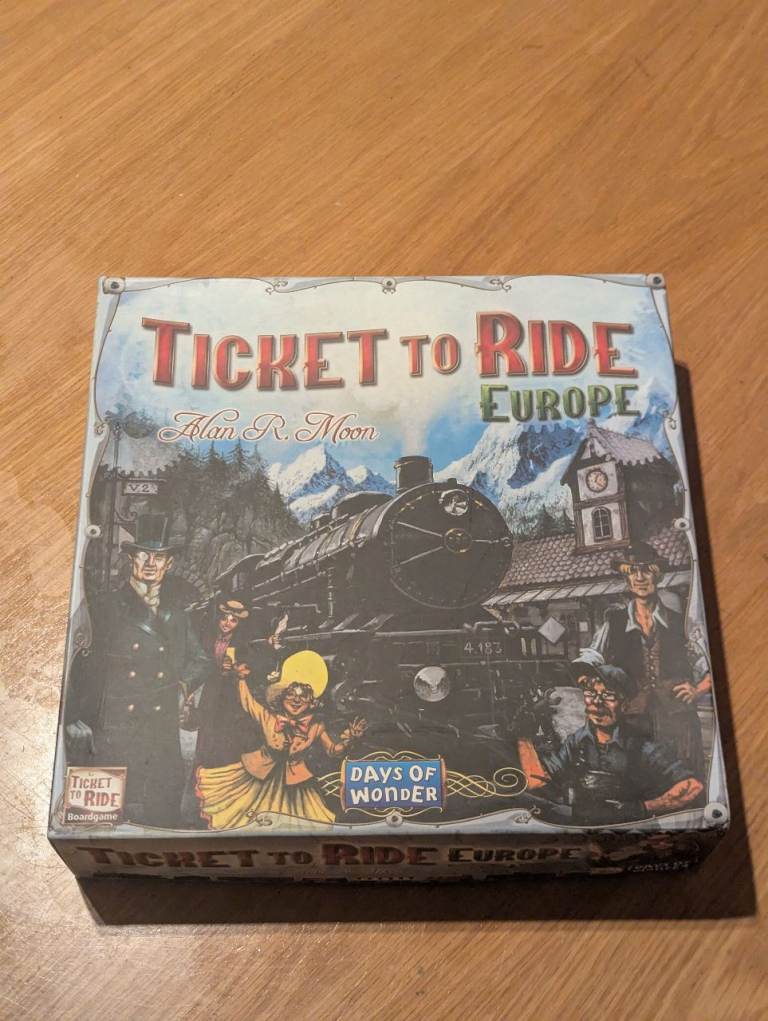 TICKET TO RIDE
EUROPE
Alan R. Moon
V.2
4.183
DAYS OF
WONDER
TICKET
TO RIDE
Boardgame
TICKET TO RIDE EUROPE